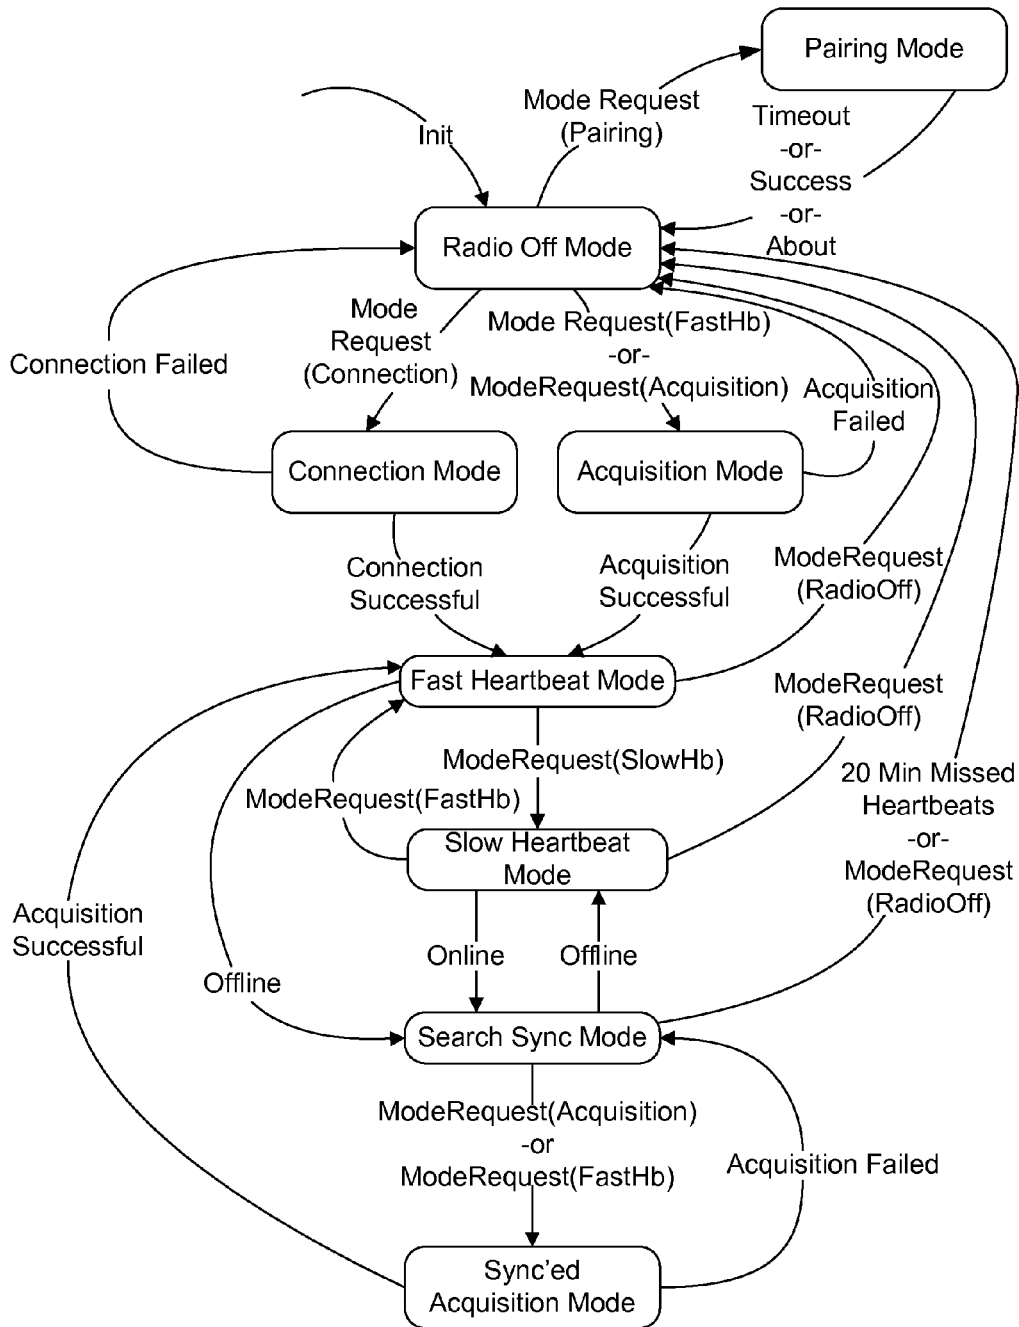 Pairing Mode
Mode Request
(Pairing)
Timeout
-or-
Success
-or-
About
Init
Radio Off Mode
Mode
Request
(Connection)
Mode Request(FastHb)
-or-
ModeRequest(Acquisition)
Connection Failed
Acquisition
Failed
Connection Mode
Acquisition Mode
Connection
Successful
Acquisition
Successful
ModeRequest
(RadioOff)
Fast Heartbeat Mode
ModeRequest
(RadioOff)
ModeRequest(SlowHb)
ModeRequest(FastHb)
20 Min Missed
Heartbeats
-or-
ModeRequest
(RadioOff)
Slow Heartbeat
Mode
Acquisition
Successful
Offline
Online
Offline
Search Sync Mode
ModeRequest(Acquisition)
-or
ModeRequest(FastHb)
Acquisition Failed
Sync'ed
Acquisition Mode